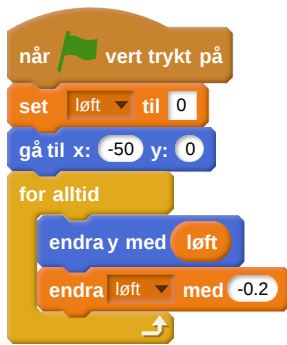 når vert trykt på
set løft til 0
gå til x: -50 y: 0
for alltid
endra y med løft
endra løft med -0.2